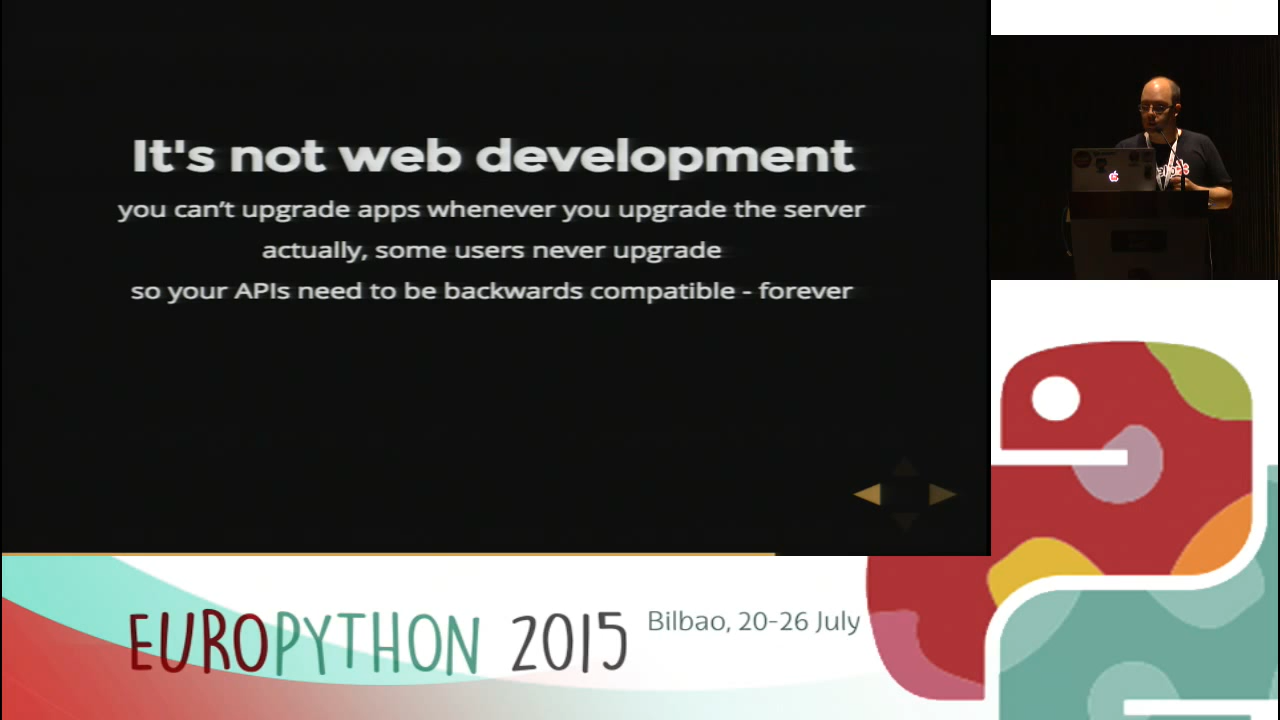 It's not web development
you can't upgrade apps whenever you upgrade the server
actually, some users never upgrade
so your APIs need to be backwards compatible - forever
EUROPYTHON 2015
Bilbao, 20-26 July